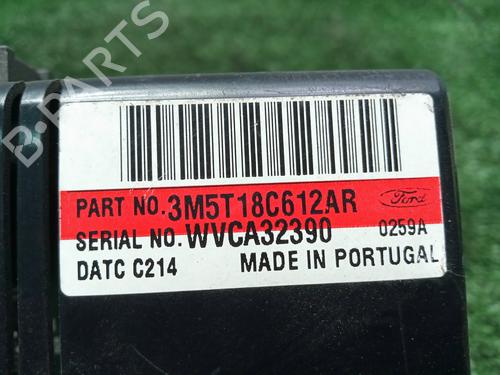 B-PARTS
PART NO. 3M5T18C612AR
Ford
SERIAL NO. WVCA32390 0259A
DATC C214 MADE IN PORTUGAL